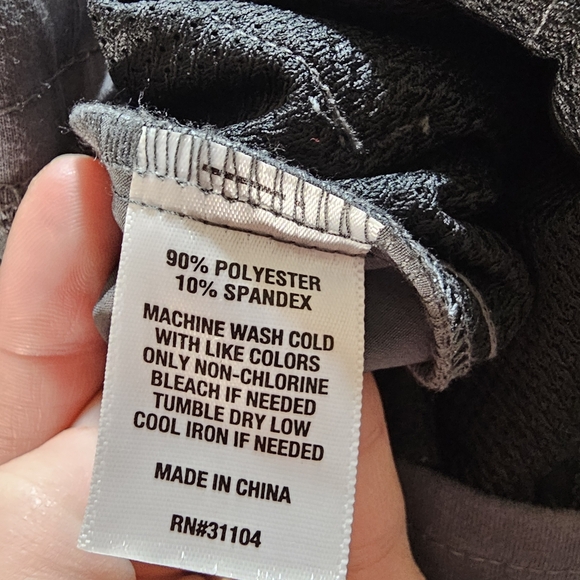 90% POLYESTER
10% SPANDEX
MACHINE WASH COLD
WITH LIKE COLORS
ONLY NON-CHLORINE
BLEACH IF NEEDED
TUMBLE DRY LOW
COOL IRON IF NEEDED
MADE IN CHINA
RN#31104